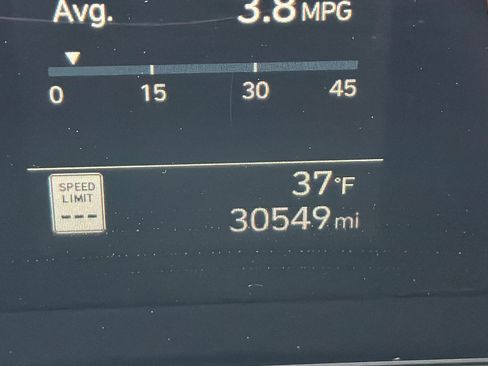 Avg. 3.8 MPG
0 15 30 45
SPEED
LIMIT
---
37°F
30549 mi